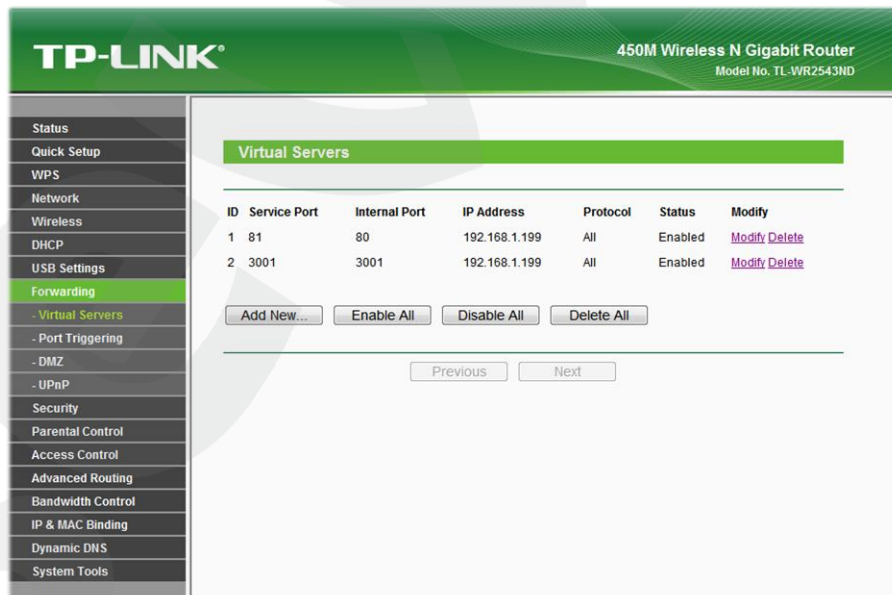 TP-LINK®
450M Wireless N Gigabit Router
Model No. TL-WR2543ND
Status
Quick Setup
WPS
Network
Wireless
DHCP
USB Settings
Forwarding
- Virtual Servers
- Port Triggering
- DMZ
- UPnP
Security
Parental Control
Access Control
Advanced Routing
Bandwidth Control
IP & MAC Binding
Dynamic DNS
System Tools
Virtual Servers
ID Service Port Internal Port IP Address Protocol Status Modify
1 81 80 192.168.1.199 All Enabled Modify Delete
2 3001 3001 192.168.1.199 All Enabled Modify Delete
Add New... Enable All Disable All Delete All
Previous Next